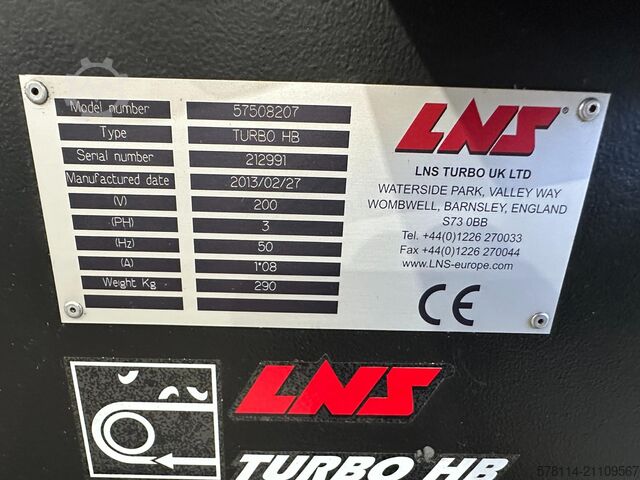 Model number 57508207
Type TURBO HB
Serial number 212991
Manufactured date 2013/02/27
(V) 200
(PH) 3
(Hz) 50
(A) 1*08
Weight Kg 290
LNS®
LNS TURBO UK LTD
WATERSIDE PARK, VALLEY WAY
WOMBWELL, BARNSLEY, ENGLAND
S73 0BB
Tel. +44(0)1226 270033
Fax +44(0)1226 270044
www.LNS-europe.com
CE
LNS
TURBO HB
578114-21109567